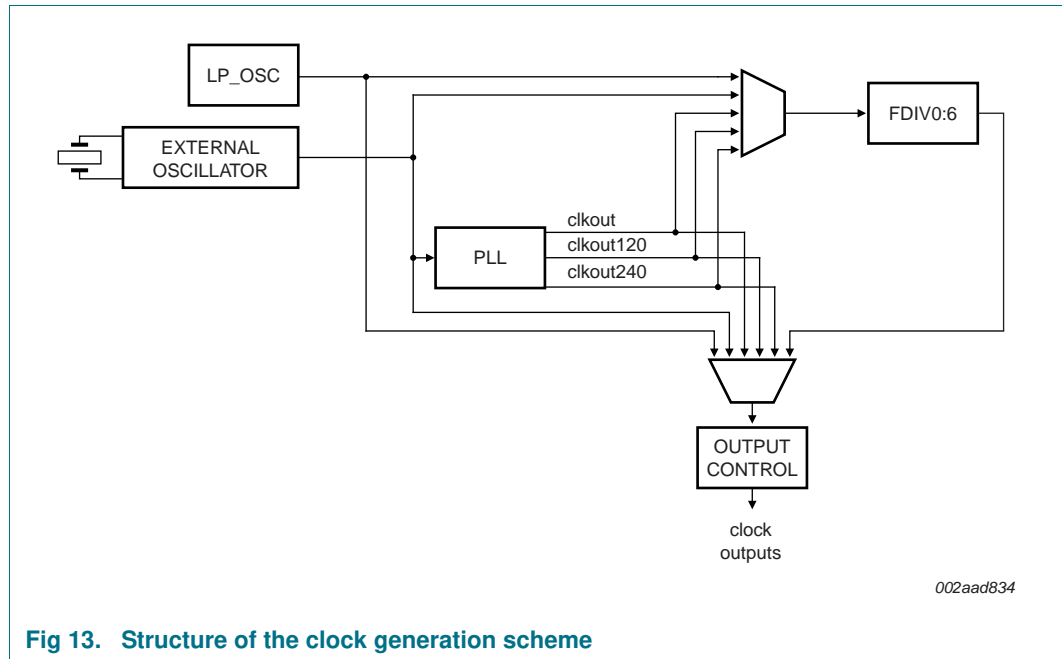 LP_OSC
EXTERNAL
OSCILLATOR
FDIV0:6
PLL
clkout
clkout120
clkout240
OUTPUT
CONTROL
clock
outputs
002aad834
Fig 13. Structure of the clock generation scheme